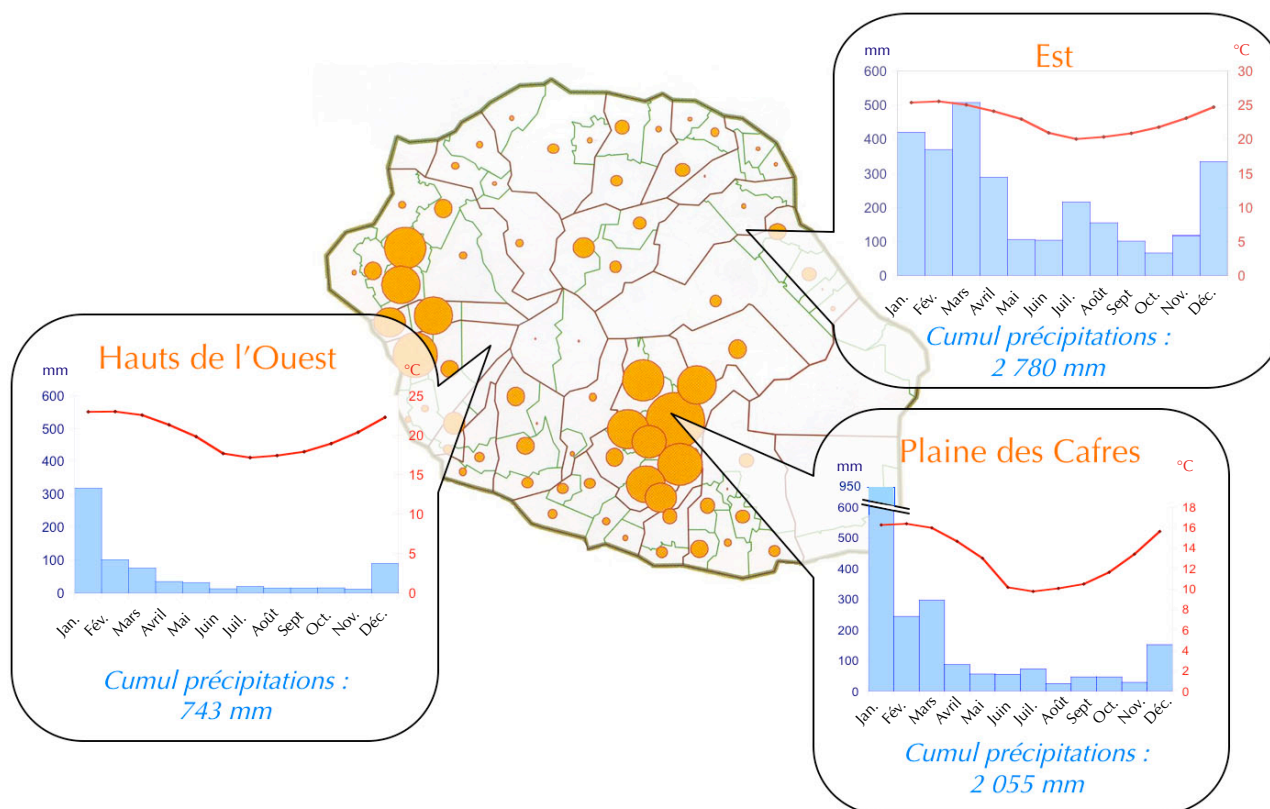 Est
mm
°C
600
500
400
300
200
100
0
30
25
20
15
10
5
0
Jan.
Fév.
Mars
Avril
Mai
Juin
Juil.
Août
Sept
Oct.
Nov.
Déc.
Cumul précipitations :
2 780 mm
Hauts de l'Ouest
mm
°C
600
500
400
300
200
100
0
25
20
15
10
5
0
Jan.
Fév.
Mars
Avril
Mai
Juin
Juil.
Août
Sept
Oct.
Nov.
Déc.
Cumul précipitations :
743 mm
Plaine des Cafres
mm
°C
950
600
500
400
300
200
100
0
18
16
14
12
10
8
6
4
2
0
Jan.
Fév.
Mars
Avril
Mai
Juin
Juil.
Août
Sept
Oct.
Nov.
Déc.
Cumul précipitations :
2 055 mm